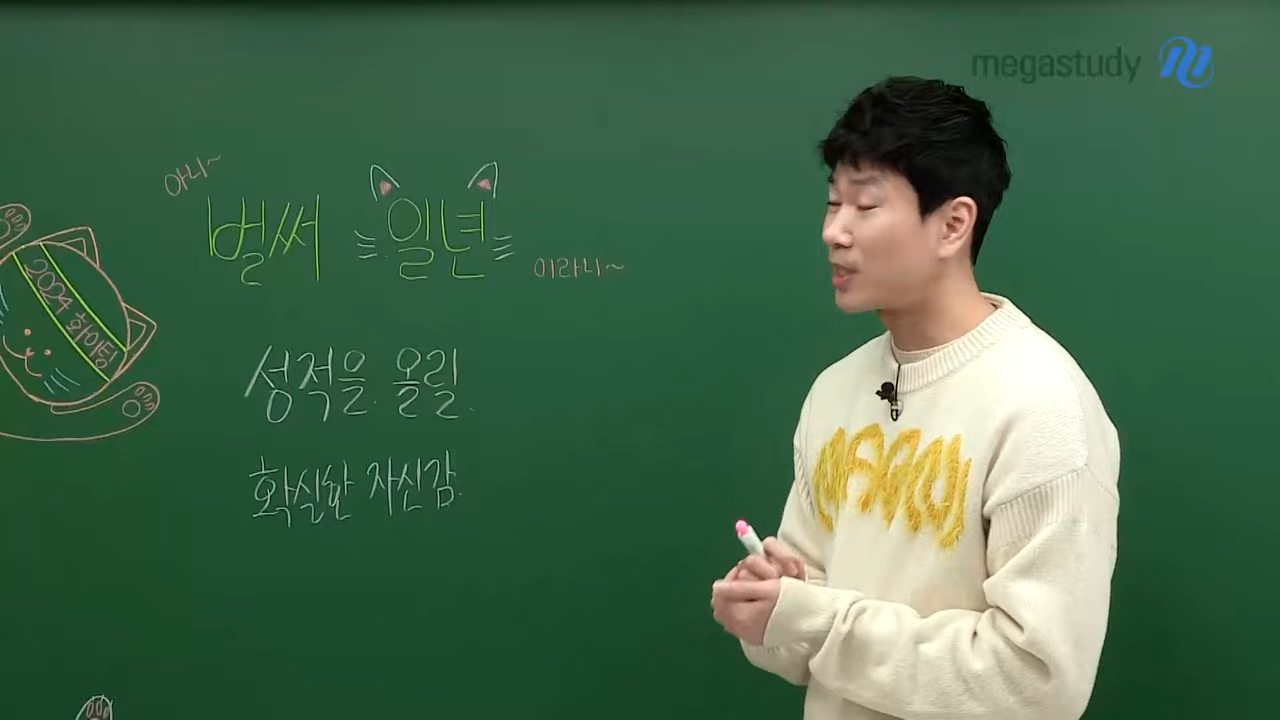 megastudy
아니~
벌써 일년
이라니~
2024 화이팅
성적을 올릴
확실한 자신감